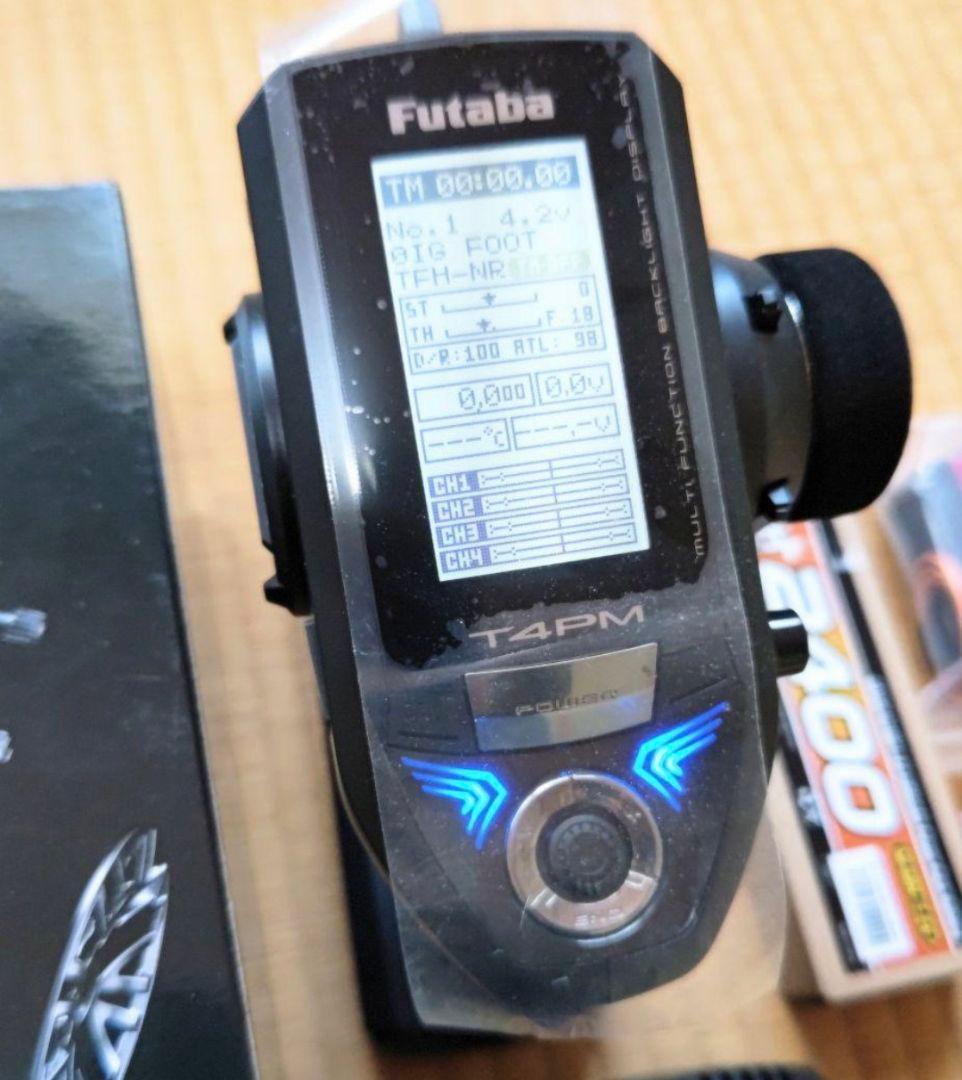 Futaba
TM 00:00.00
No.1 4.2v
BIG FOOT
TFH-NR
ST 0
TH F 18
D/R:100 ATL: 98
0,000 0.0v
---°C ---.-V
CH1
CH2
CH3
CH4
MULTI FUNCTION BACKLIGHT DISPLAY
T4PM
POWER
2400